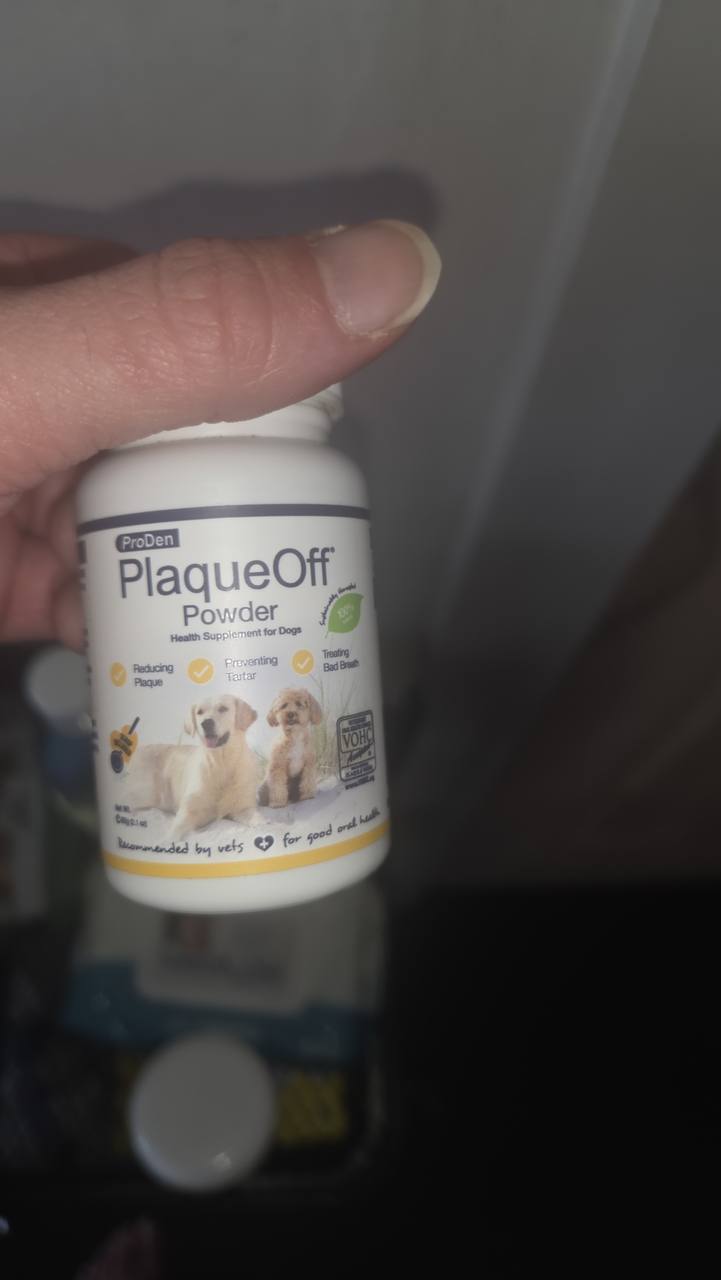 ProDen
PlaqueOff®
Powder
Health Supplement for Dogs
100%
Reducing
Plaque
Preventing
Tartar
Treating
Bad Breath
VOHC
Recommended by vets for good oral health